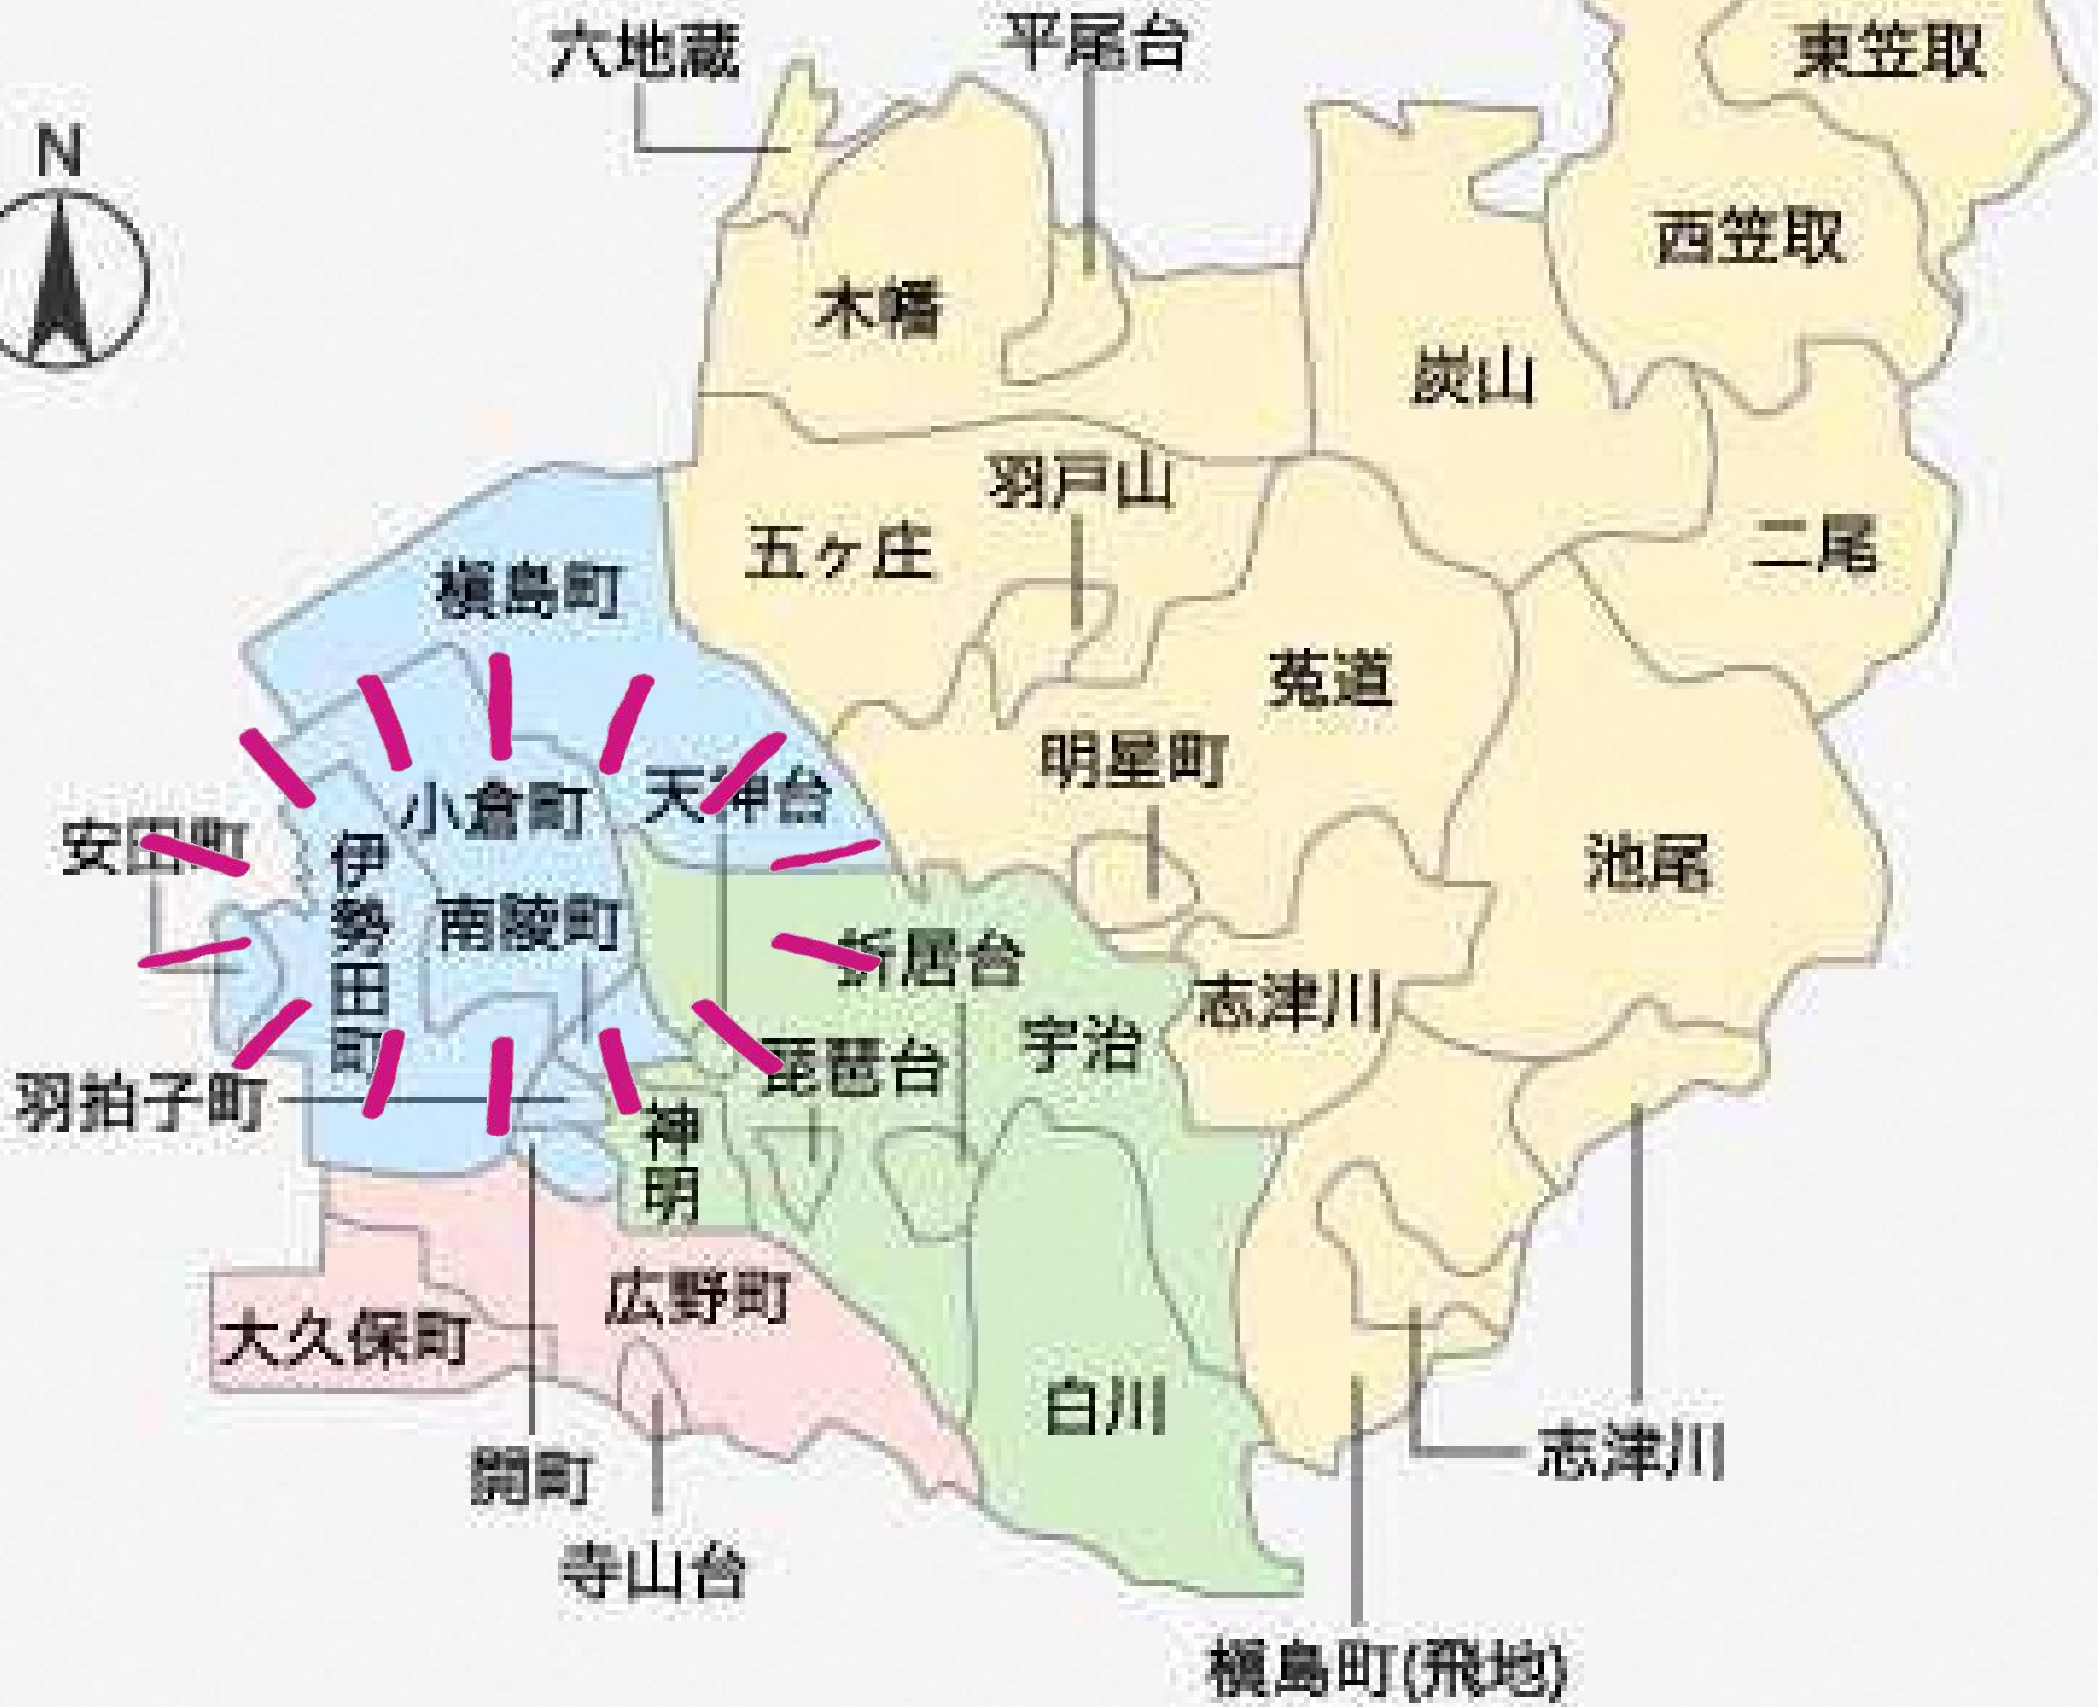 六地蔵
平尾台
東笠取
N
西笠取
木幡
炭山
羽戸山
五ヶ庄
二尾
槇島町
菟道
明星町
小倉町
天神台
安田町
池尾
伊勢田町
南陵町
折居台
志津川
宇治
琵琶台
羽拍子町
神明
広野町
大久保町
白川
志津川
開町
寺山台
槇島町(飛地)